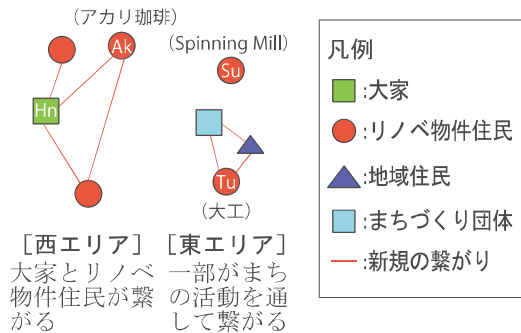 (アカリ珈琲)
Ak
Hn
[西エリア]
大家とリノベ
物件住民が繋
がる
(Spinning Mill)
Su
Tu
(大工)
[東エリア]
一部がまち
の活動を通
して繋がる
凡例
:大家
:リノベ物件住民
:地域住民
:まちづくり団体
:新規の繋がり